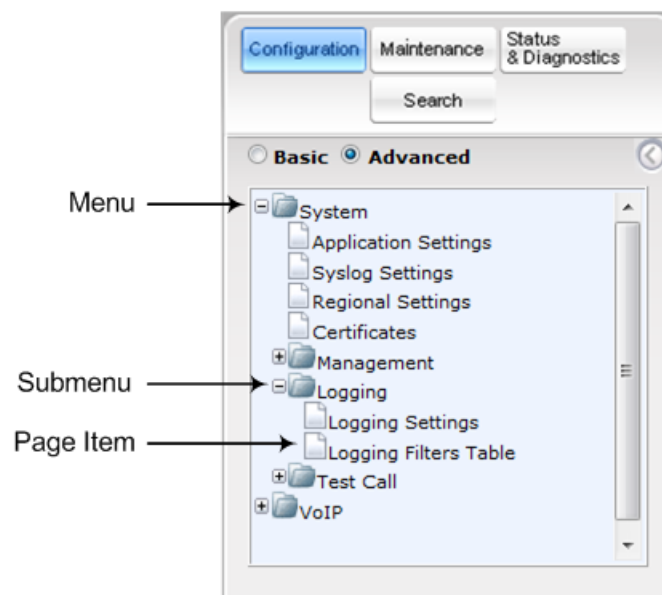 Configuration
Maintenance
Status
& Diagnostics
Search
Basic
Advanced
Menu
System
Application Settings
Syslog Settings
Regional Settings
Certificates
Management
Submenu
Logging
Logging Settings
Page Item
Logging Filters Table
Test Call
VoIP